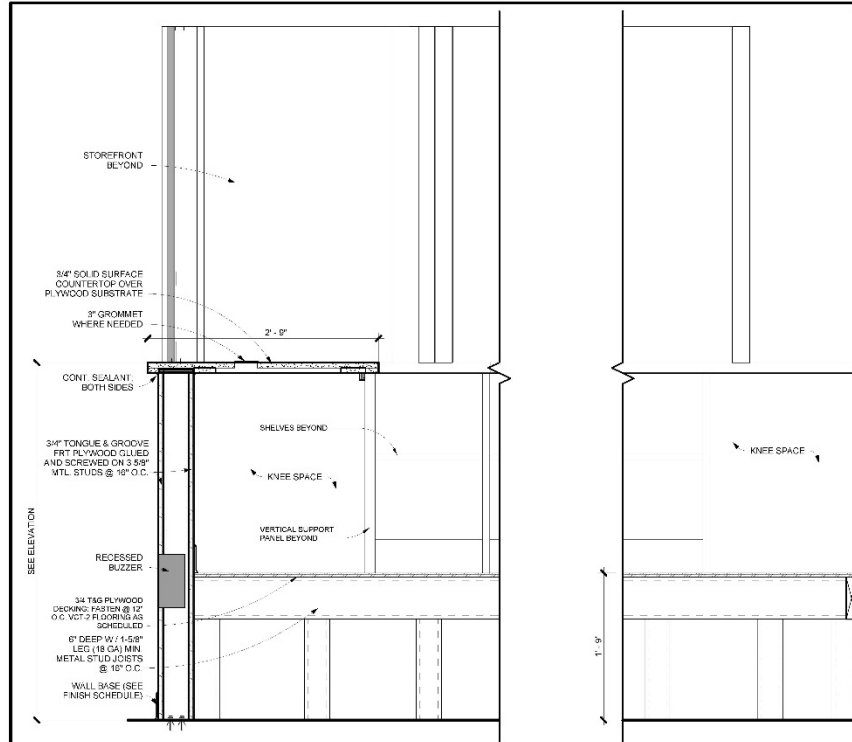 STOREFRONT
BEYOND
3/4" SOLID SURFACE
COUNTERTOP OVER
PLYWOOD SUBSTRATE
3" GROMMET
WHERE NEEDED
2' - 9"
CONT. SEALANT:
BOTH SIDES
3/4" TONGUE & GROOVE
FRT PLYWOOD GLUED
AND SCREWED ON 3 5/8"
MTL. STUDS @ 16" O.C.
SHELVES BEYOND
KNEE SPACE
KNEE SPACE
VERTICAL SUPPORT
PANEL BEYOND
SEE ELEVATION
RECESSED
BUZZER
3/4 T&G PLYWOOD
DECKING: FASTEN @ 12"
O.C. VCT-2 FLOORING AS
SCHEDULED
6" DEEP W / 1-5/8"
LEG (18 GA) MIN.
METAL STUD JOISTS
@ 16" O.C.
1' - 9"
WALL BASE (SEE
FINISH SCHEDULE)